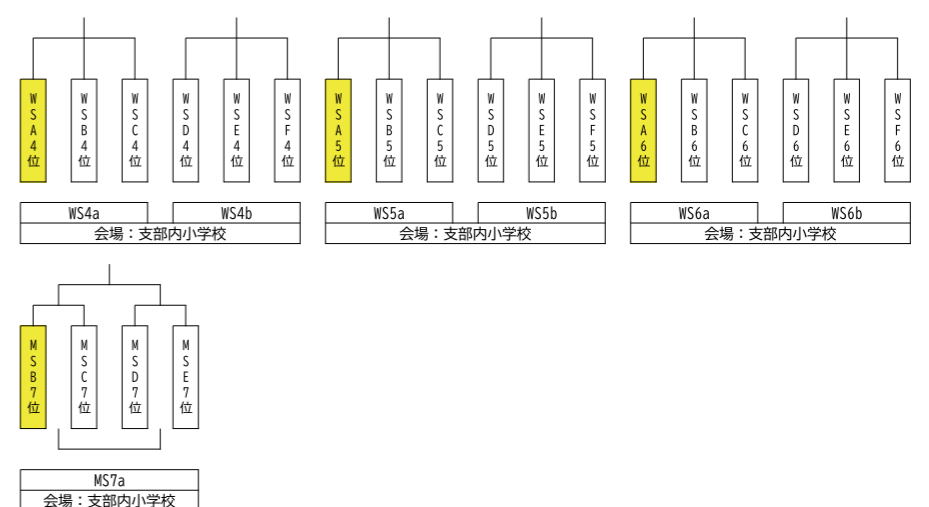 WSA4位
WSB4位
WSC4位
WSD4位
WSE4位
WSF4位
WSA5位
WSB5位
WSC5位
WSD5位
WSE5位
WSF5位
WSA6位
WSB6位
WSC6位
WSD6位
WSE6位
WSF6位
WS4a
WS4b
WS5a
WS5b
WS6a
WS6b
会場：支部内小学校
会場：支部内小学校
会場：支部内小学校
MSB7位
MSC7位
MSD7位
MSE7位
MS7a
会場：支部内小学校